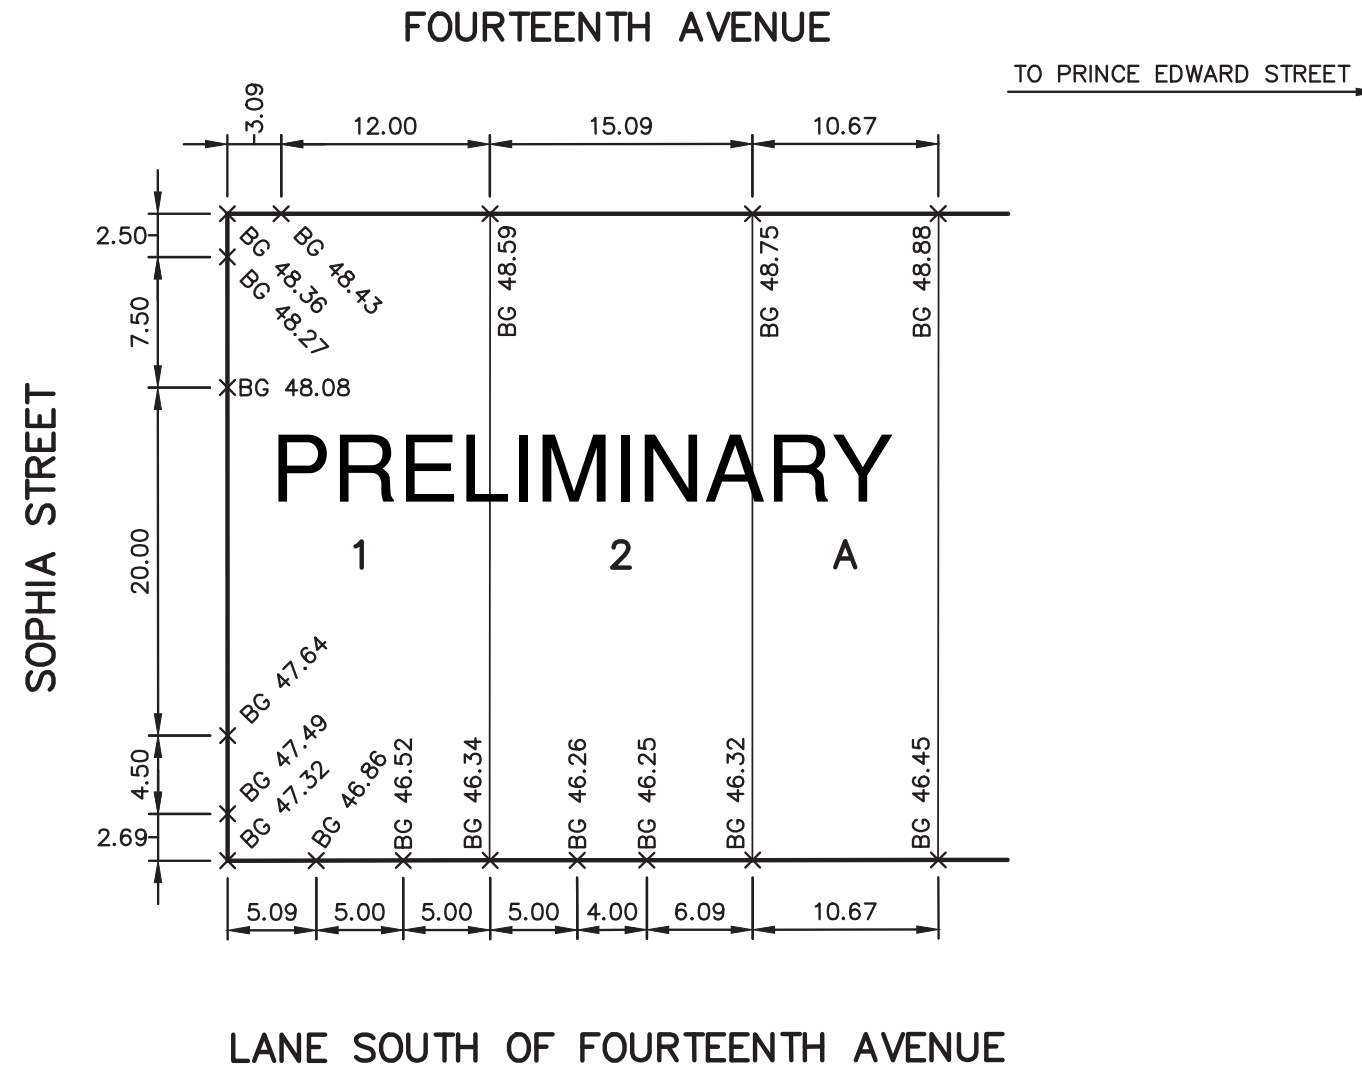 FOURTEENTH AVENUE
TO PRINCE EDWARD STREET
3.09
12.00
15.09
10.67
2.50
7.50
20.00
4.50
2.69
SOPHIA STREET
BG 48.36
BG 48.43
BG 48.27
BG 48.08
BG 48.59
BG 48.75
BG 48.88
PRELIMINARY
1
2
A
BG 47.64
BG 47.49
BG 47.32
BG 46.86
BG 46.52
BG 46.34
BG 46.26
BG 46.25
BG 46.32
BG 46.45
5.09
5.00
5.00
5.00
4.00
6.09
10.67
LANE SOUTH OF FOURTEENTH AVENUE